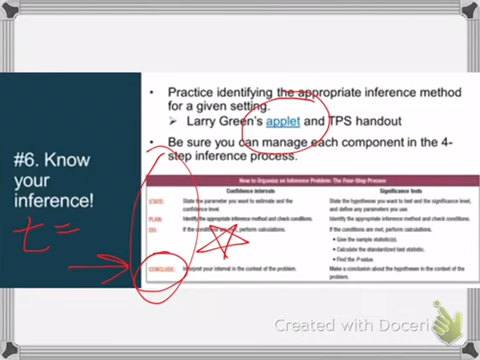 • Practice identifying the appropriate inference method
for a given setting.
➢ Larry Green's applet and TPS handout
• Be sure you can manage each component in the 4-
step inference process.
#6. Know
your
inference!
t =
How to Organize an Inference Problem: The Four-Step Process
Confidence intervals Significance tests
STATE: State the parameter you want to estimate and the confidence level. State the hypotheses you want to test and the significance level, and define any parameters you use.
PLAN: Identify the appropriate inference method and check conditions. Identify the appropriate inference method and check conditions.
DO: If the conditions are met, perform calculations. If the conditions are met, perform calculations.
• Give the sample statistic(s).
• Calculate the standardized test statistic.
• Find the P-value.
CONCLUDE: Interpret your interval in the context of the problem. Make a conclusion about the hypotheses in the context of the problem.
Created with Doceri